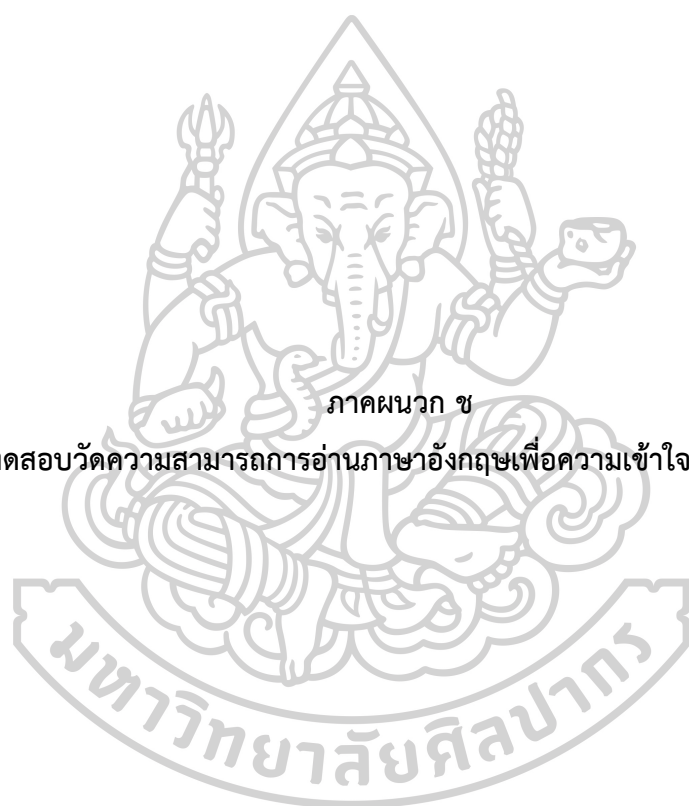 ภาคผนวก ช
ทดสอบวัดความสามารถการอ่านภาษาอังกฤษเพื่อความเข้าใจ
มหาวิทยาลัยศิลปากร